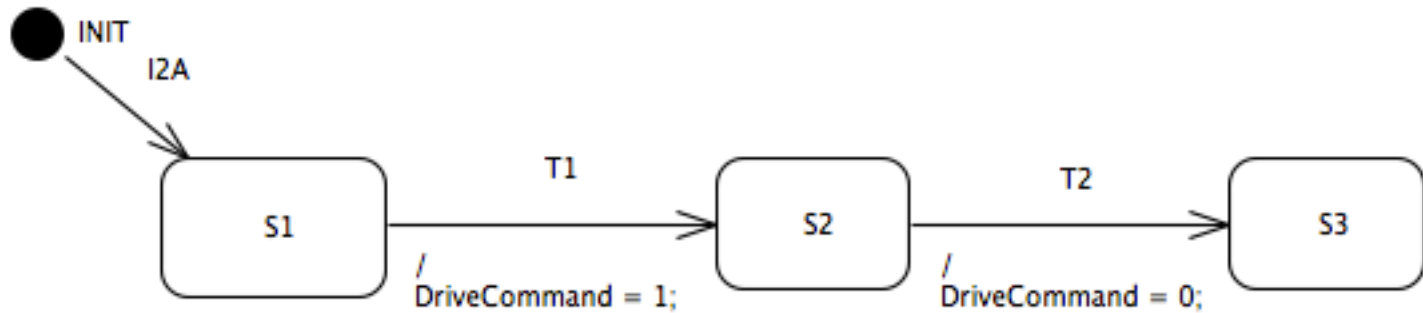 INIT
I2A
T1
T2
S1
S2
S3
/
DriveCommand = 1;
/
DriveCommand = 0;